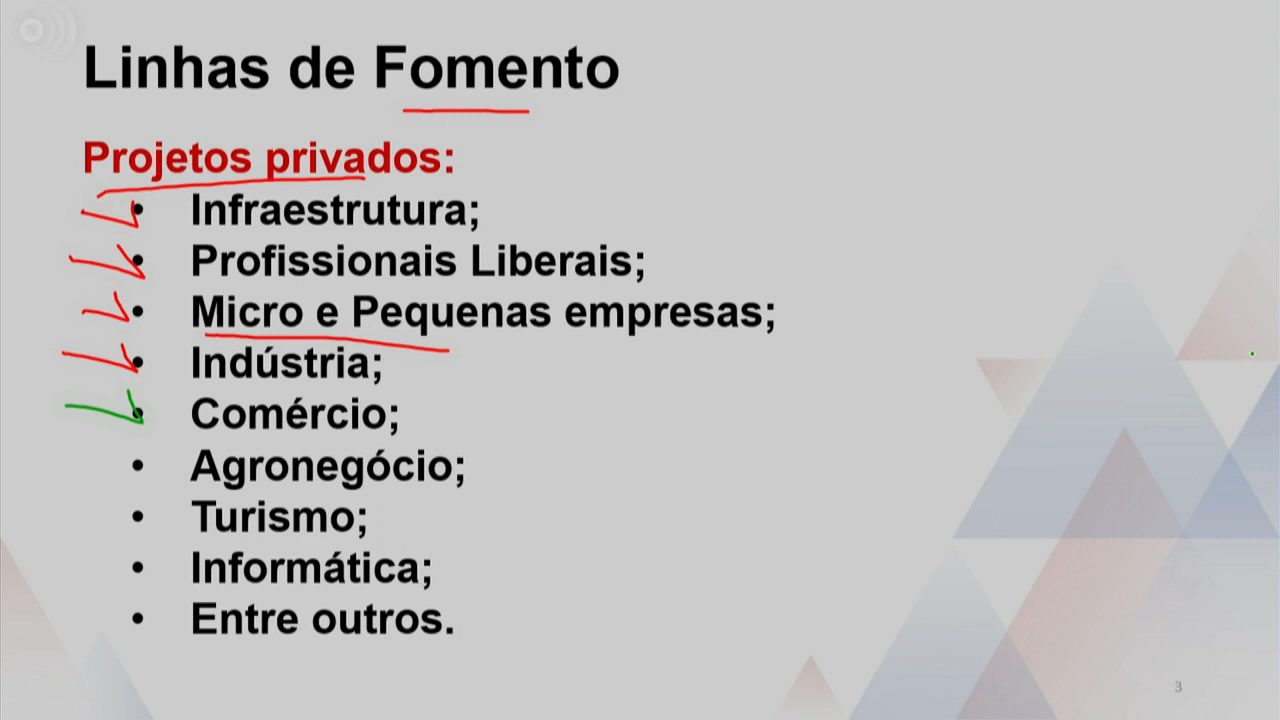 Linhas de Fomento
Projetos privados:
• Infraestrutura;
• Profissionais Liberais;
• Micro e Pequenas empresas;
• Indústria;
• Comércio;
• Agronegócio;
• Turismo;
• Informática;
• Entre outros.
3